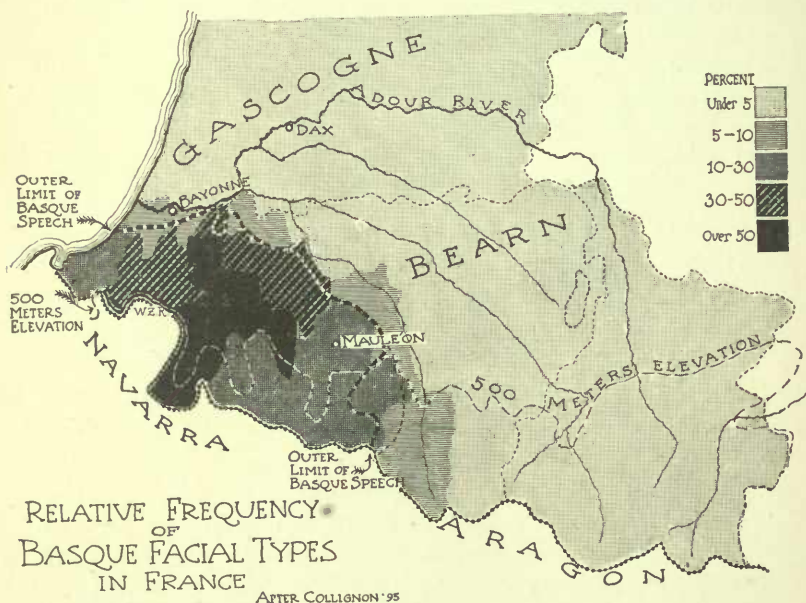 GASCOGNE
ADOUR RIVER
DAX
BAYONNE
OUTER
LIMIT OF
BASQUE
SPEECH
BEARN
500
METERS
ELEVATION
WZR
MAULÉON
NAVARRA
500
METERS ELEVATION
OUTER
LIMIT OF
BASQUE SPEECH
ARAGON
PERCENT
Under 5
5-10
10-30
30-50
Over 50
RELATIVE FREQUENCY
OF
BASQUE FACIAL TYPES
IN FRANCE
AFTER COLLIGNON '95